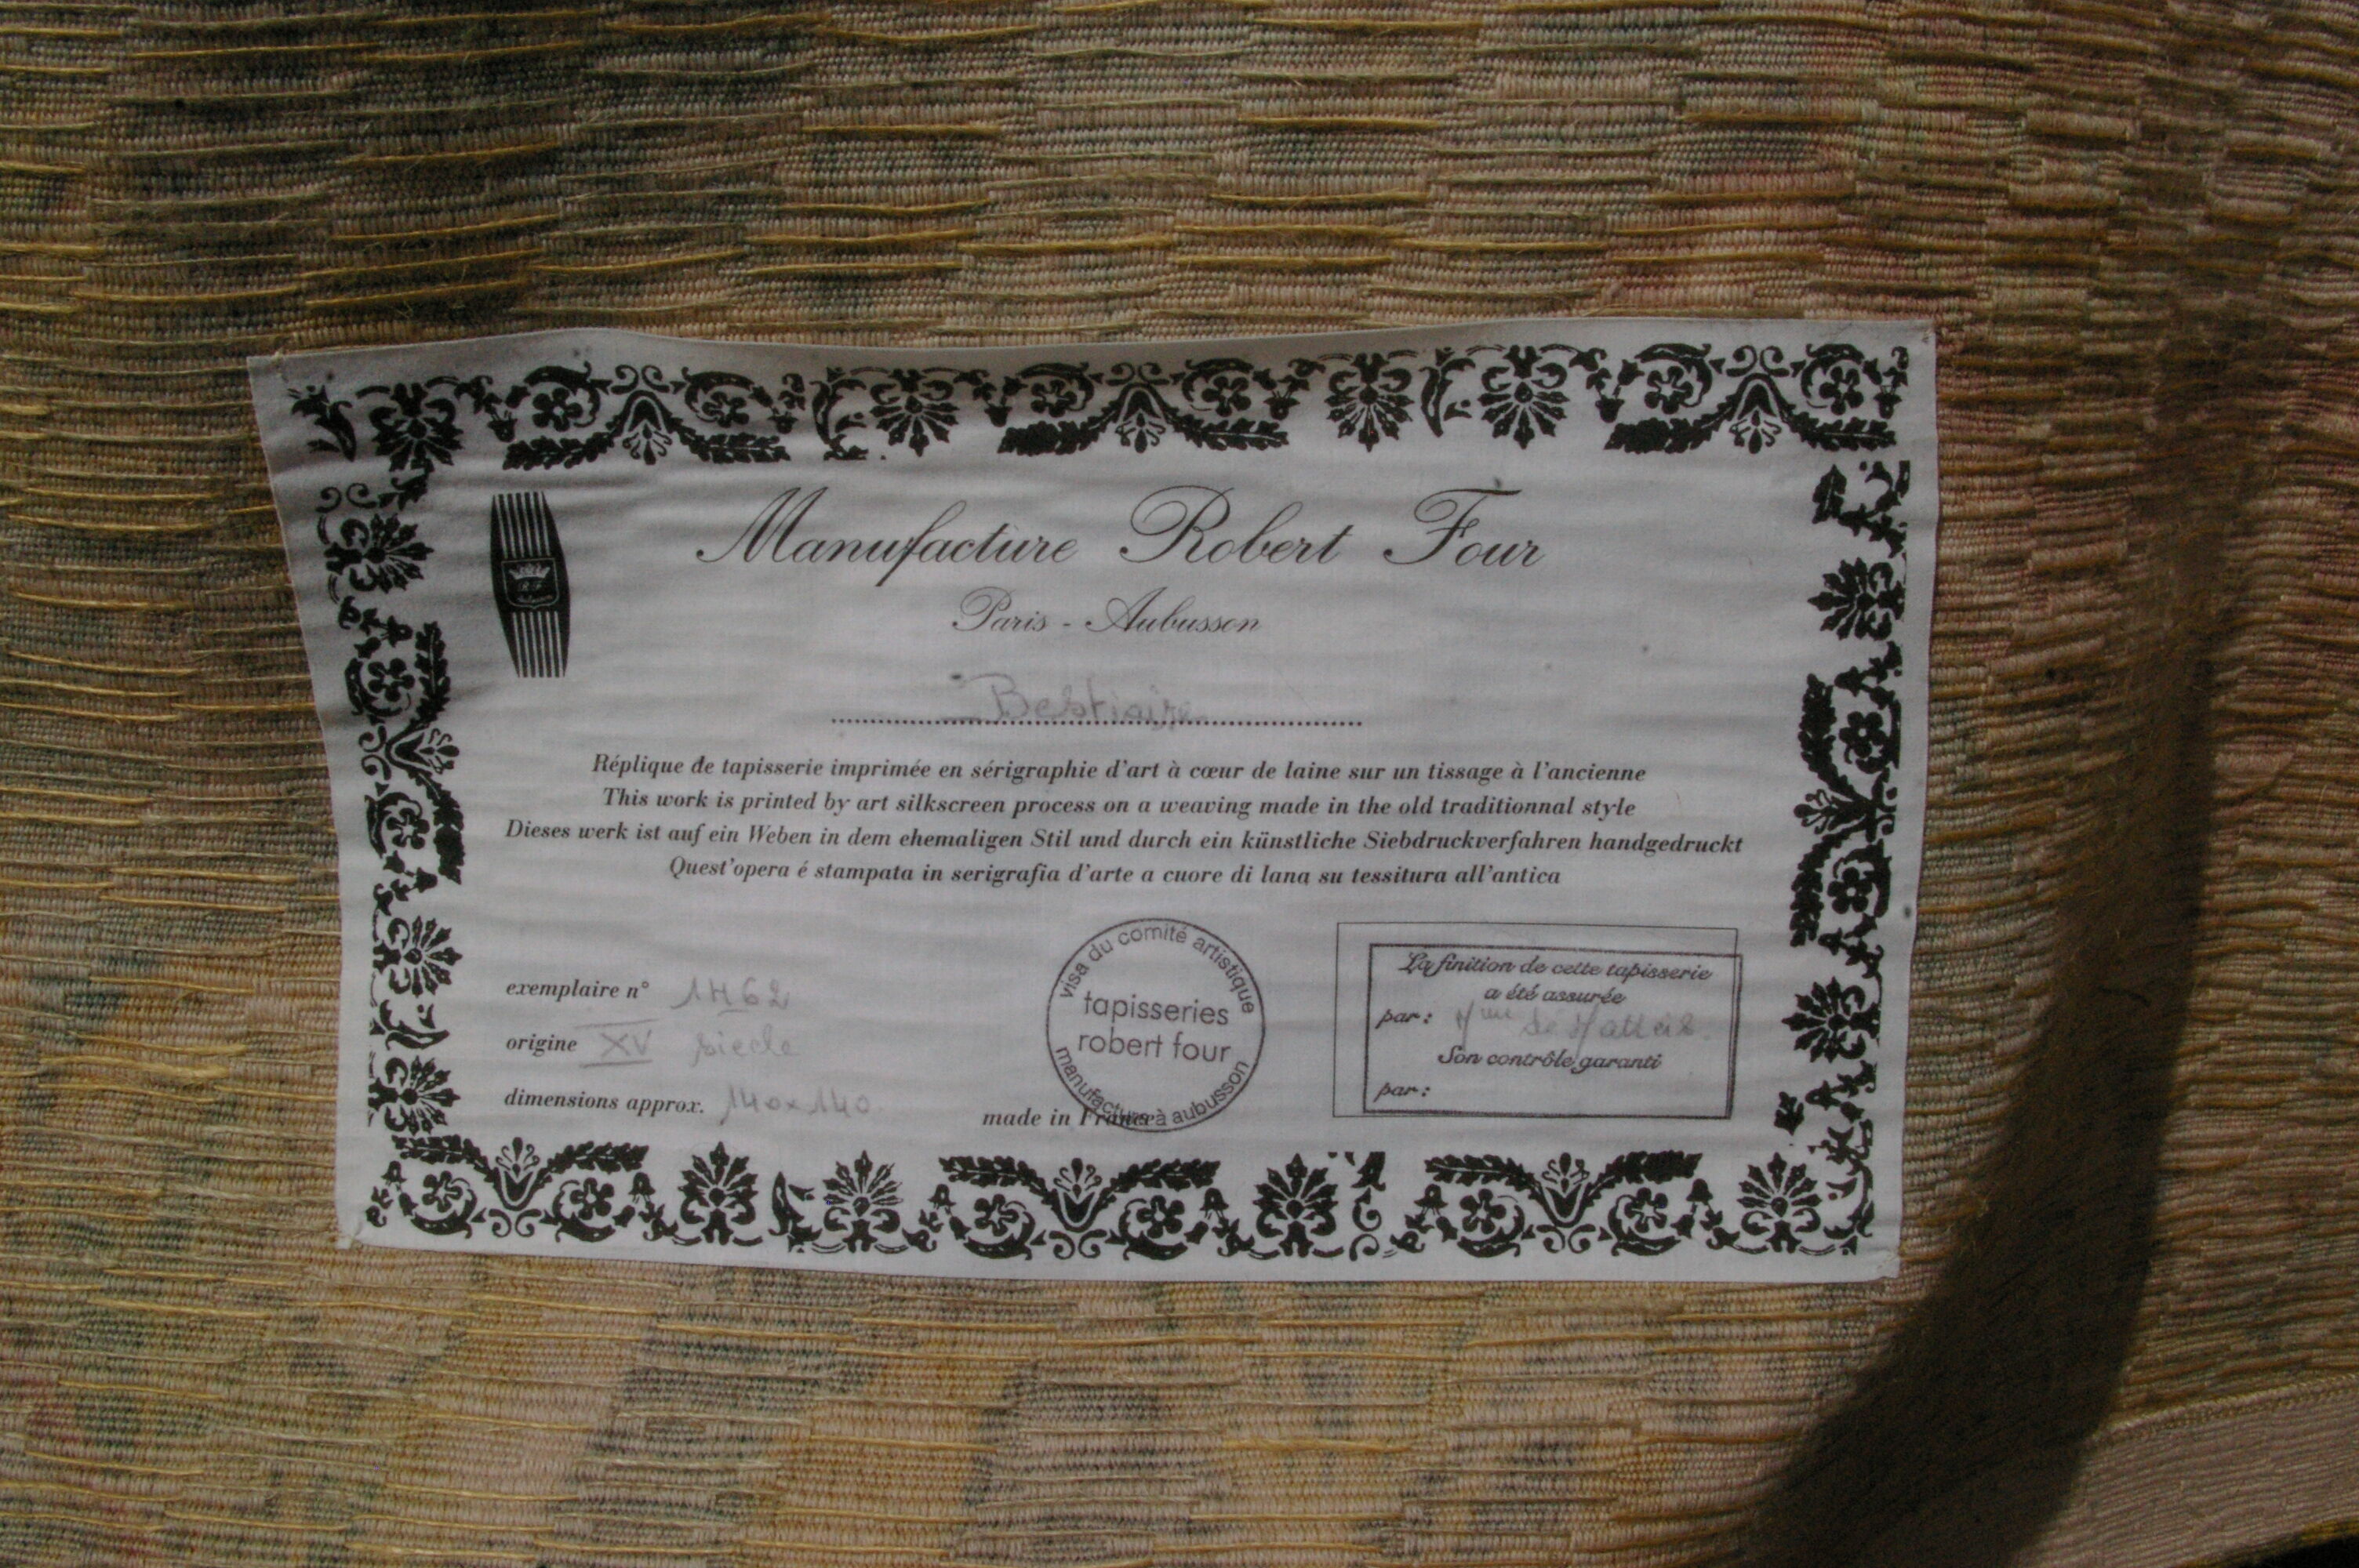 Manufacture Robert Four
Paris - Aubusson
Bestiaire
Réplique de tapisserie imprimée en sérigraphie d'art à cœur de laine sur un tissage à l'ancienne
This work is printed by art silkscreen process on a weaving made in the old traditionnal style
Dieses werk ist auf ein Weben in dem ehemaligen Stil und durch ein künstliche Siebdruckverfahren handgedruckt
Quest'opera é stampata in serigrafia d'arte a cuore di lana su tessitura all'antica
exemplaire n°
origine XV siecle
dimensions approx. 140x140
made in France
visa du comité artistique
tapisseries
robert four
manufacture à aubusson
La finition de cette tapisserie
a été assurée
par:
Son contrôle garanti
par: